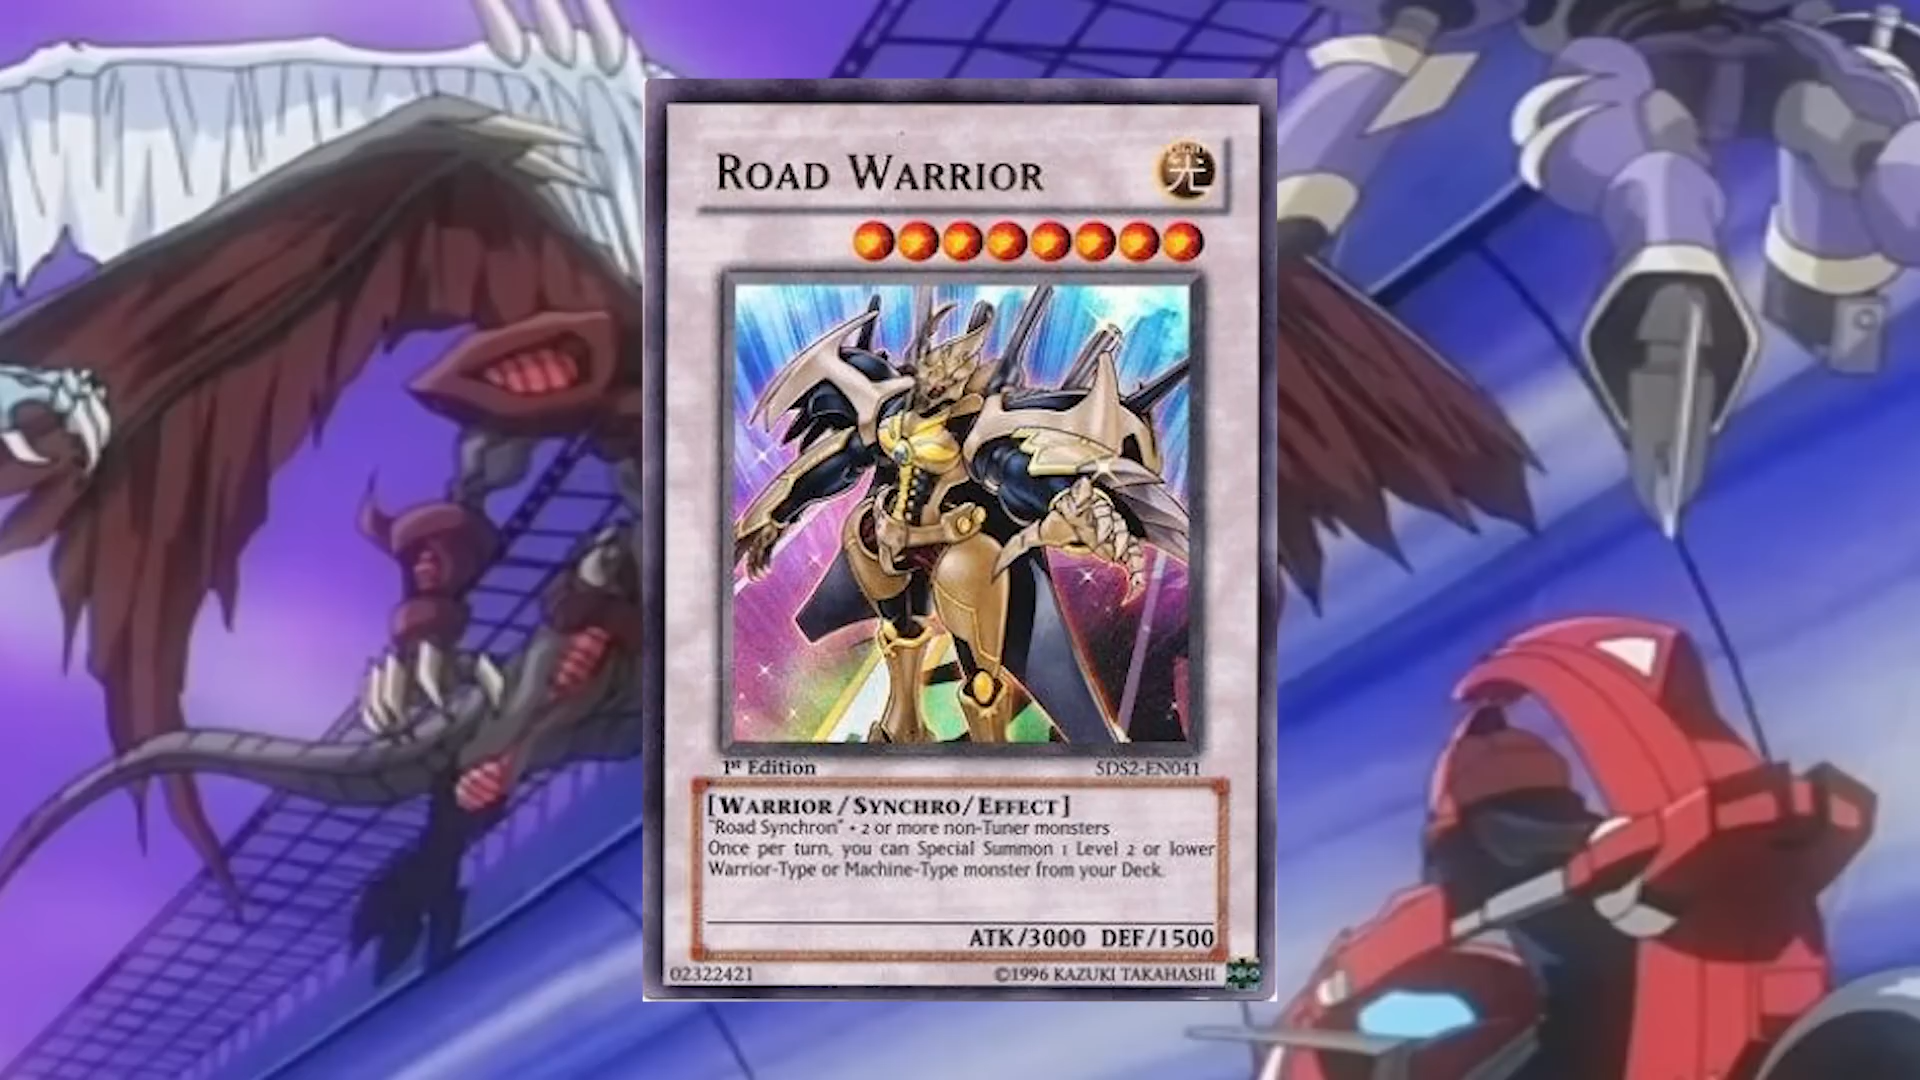 ROAD WARRIOR
光
1st Edition
5DS2-EN041
[WARRIOR/SYNCHRO/EFFECT]
"Road Synchron" + 2 or more non-Tuner monsters
Once per turn, you can Special Summon 1 Level 2 or lower
Warrior-Type or Machine-Type monster from your Deck.
ATK/3000 DEF/1500
02322421
©1996 KAZUKI TAKAHASHI